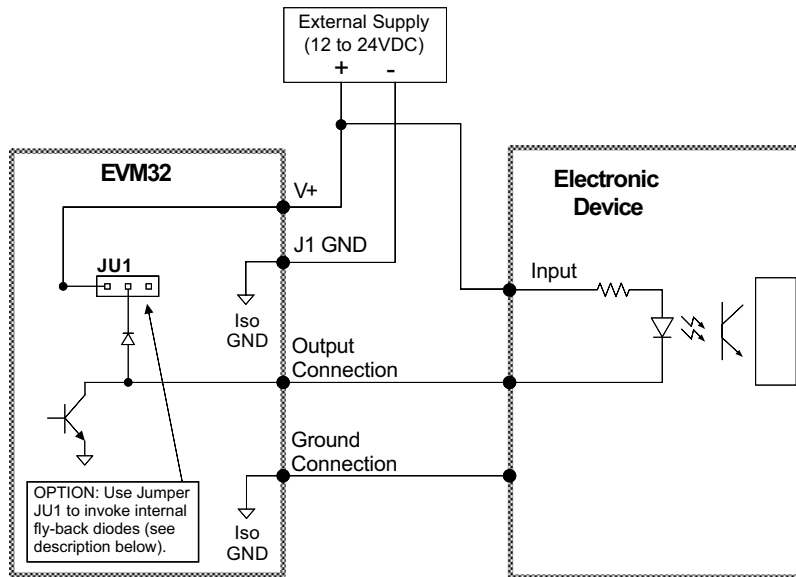 External Supply
(12 to 24VDC)
+ -
EVM32
V+
J1 GND
JU1
Iso
GND
Output
Connection
Ground
Connection
OPTION: Use Jumper
JU1 to invoke internal
fly-back diodes (see
description below).
Iso
GND
Electronic
Device
Input